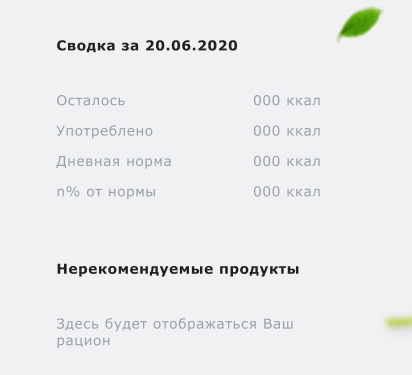 Сводка за 20.06.2020
Осталось 000 ккал
Употреблено 000 ккал
Дневная норма 000 ккал
n% от нормы 000 ккал
Нерекомендуемые продукты
Здесь будет отображаться Ваш
рацион